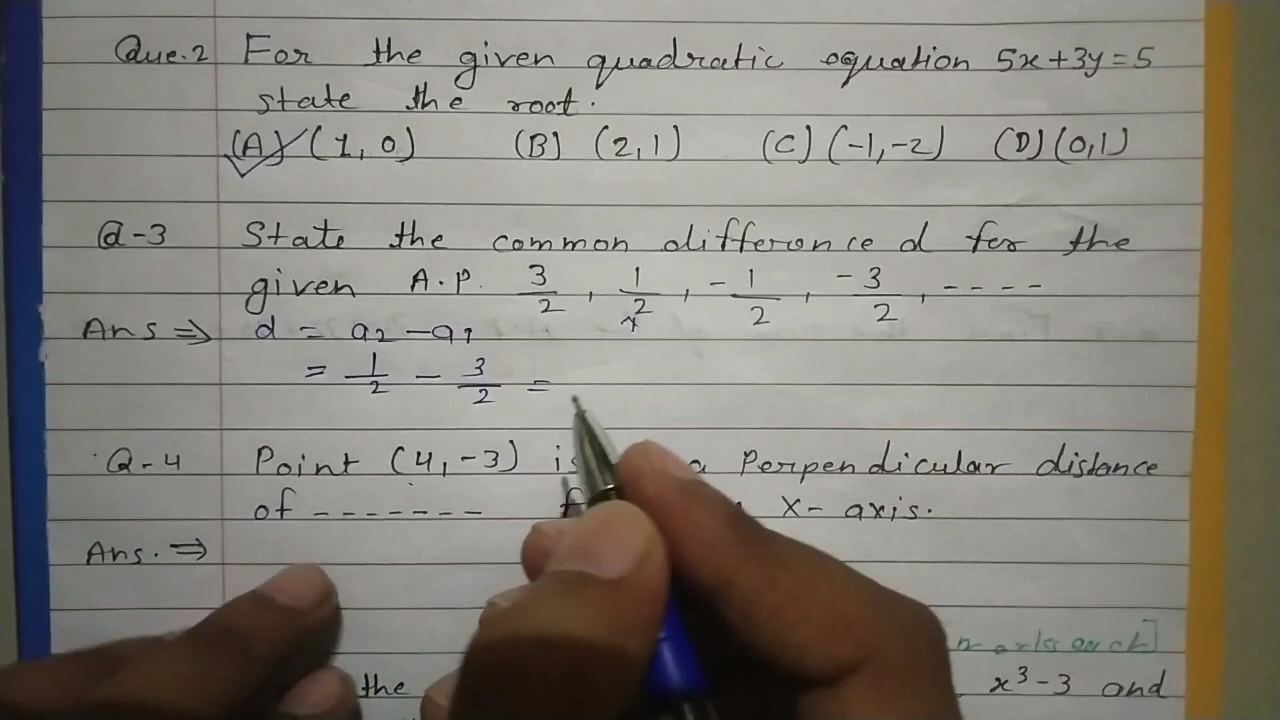 Que.2 For the given quadratic equation 5x+3y=5
state the root.
(A) (1, 0) (B) (2,1) (C) (-1,-2) (D) (0,1)
Q-3 State the common difference d for the
given A.P. 3/2, 1/2, -1/2, -3/2, ----
Ans ⇒ d = a2 - a1
= 1/2 - 3/2 =
Q-4 Point (4,-3) is a Perpendicular distance
of ------- x- axis.
Ans. ⇒
marks each]
the x³-3 and